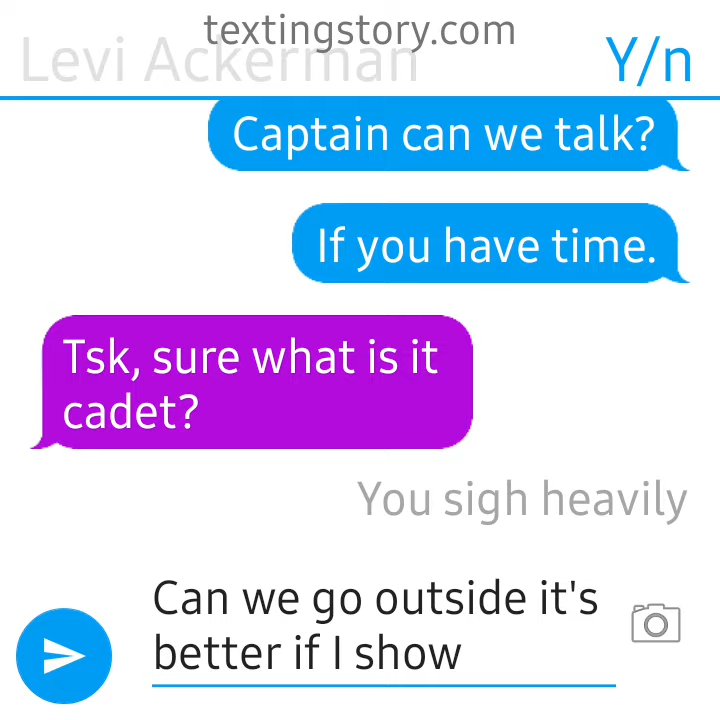 textingstory.com
Levi Ackerman
Y/n
Captain can we talk?
If you have time.
Tsk, sure what is it
cadet?
You sigh heavily
Can we go outside it's
better if I show